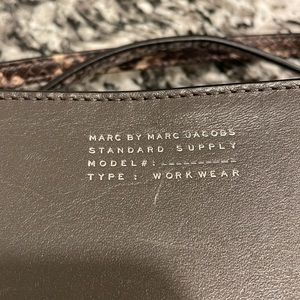 MARC BY MARC JACOBS
STANDARD SUPPLY
MODEL#: __________
TYPE: WORKWEAR